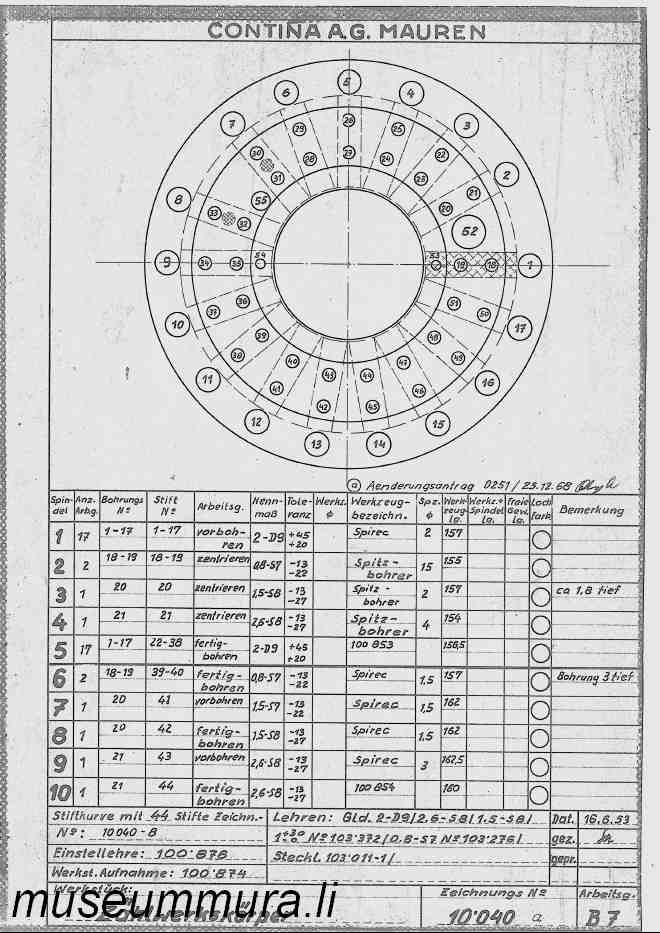 CONTINA A.G. MAUREN
5
6 4
7 3
8 2
9 1
10 17
11 16
12 15
13 14
29 26 25
30 28 27 24 22
31 23
33 32 55 20 21
52
34 35 54 53 19 18
37 36 51 50
38 39 48 49
41 40 43 44 47 46
42 45
a Aenderungsantrag 0251 / 23.12.68
Spindel Anz. Arbg. Bohrungs Nº Stift Nº Arbeitsg. Nennmaß Toleranz Werkz. ϕ Werkzeugbezeichn. Spz. ϕ Werkzeug Lg. Werkz.+ Spindel Lg. Freie Gew. Lg. Loch fark. Bemerkung
1 17 1-17 1-17 vorbohren 2-D9 +45 +20 Spirec 2 157
2 2 18-19 18-19 zentrieren 0,8-S7 -13 -22 Spitzbohrer 15 155
3 1 20 20 zentrieren 1,5-S8 -13 -27 Spitzbohrer 2 157 ca 1,8 tief
4 1 21 21 zentrieren 2,6-S8 -13 -27 Spitzbohrer 4 154
5 17 1-17 22-38 fertigbohren 2-D9 +45 +20 100 853 156,5
6 2 18-19 39-40 fertigbohren 0,8-S7 -13 -22 Spirec 1,5 157 Bohrung 3 tief
7 1 20 41 vorbohren 1,5-S7 -13 -22 Spirec 1,5 162
8 1 20 42 fertigbohren 1,5-S8 -13 -27 Spirec 1,5 162
9 1 21 43 vorbohren 2,6-S8 -13 -27 Spirec 3 162,5
10 1 21 44 fertigbohren 2,6-S8 -13 -27 100 854 160
Stiftkurve mit 44 Stifte Zeichn.- Lehren: Gld. 2-D9/2.6-S8/1.5-S8/ Dat. 16.6.53
Nº: 10040-8 Nº 103'372/0.8-S7 Nº 103'276/ gez.
Einstellehre: 100'878 Steckl. 103'011-1/ gepr.
Werkst. Aufnahme: 100'874
Werkstück: Zeichnungs Nº Arbeitsg.
Zählwerkskörper 10'040 a B7
museummura.li